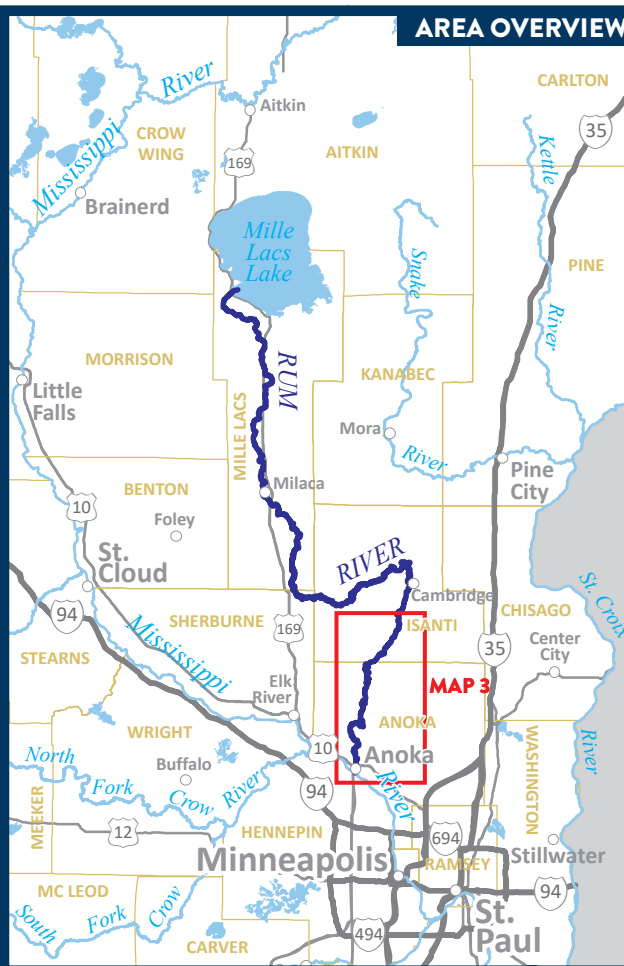 AREA OVERVIEW
River
Aitkin
CARLTON
35
Kettle
CROW
WING
169
AITKIN
Mississippi
Brainerd
Mille
Lacs
Lake
Snake
PINE
River
MORRISON
RUM
KANABEC
Little
Falls
MILLE LACS
Mora
River
Pine
City
BENTON
Milaca
10
Foley
St.
Cloud
RIVER
Cambridge
St. Croix
94
SHERBURNE
169
ISANTI
CHISAGO
Mississippi
35
Center
City
STEARNS
Elk
River
MAP 3
WRIGHT
ANOKA
10
Anoka
WASHINGTON
River
North
Fork
Crow
River
Buffalo
River
94
MEEKER
12
HENNEPIN
694
Minneapolis
RAMSEY
Stillwater
MC LEOD
94
South
Fork
Crow
St.
Paul
494
CARVER